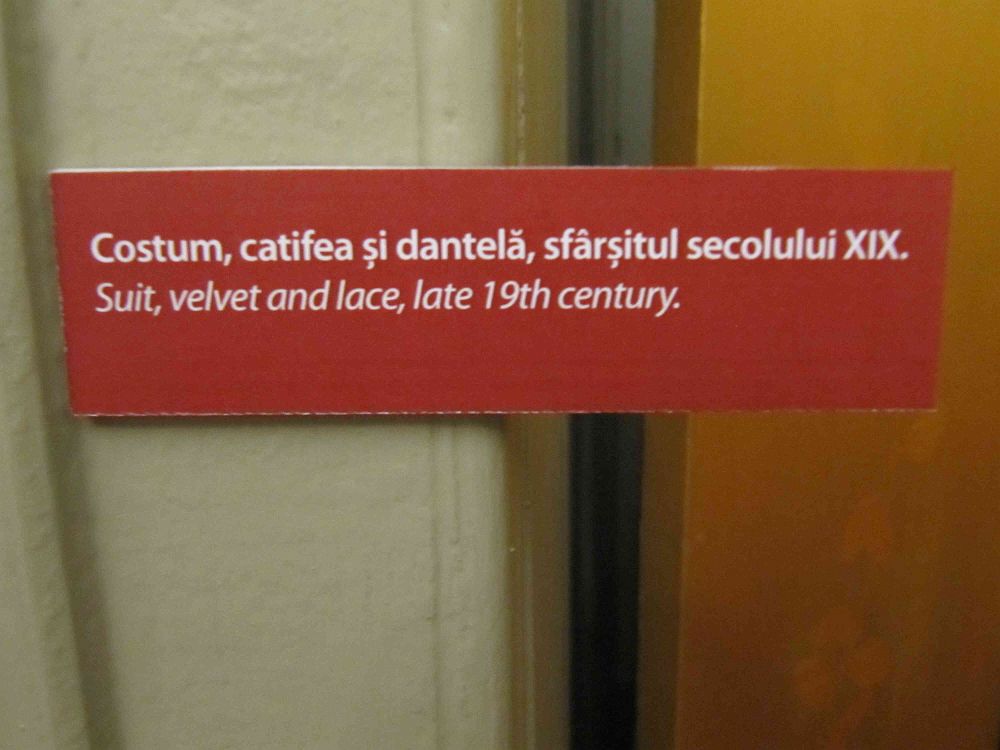 Costum, catifea și dantelă, sfârșitul secolului XIX.
Suit, velvet and lace, late 19th century.